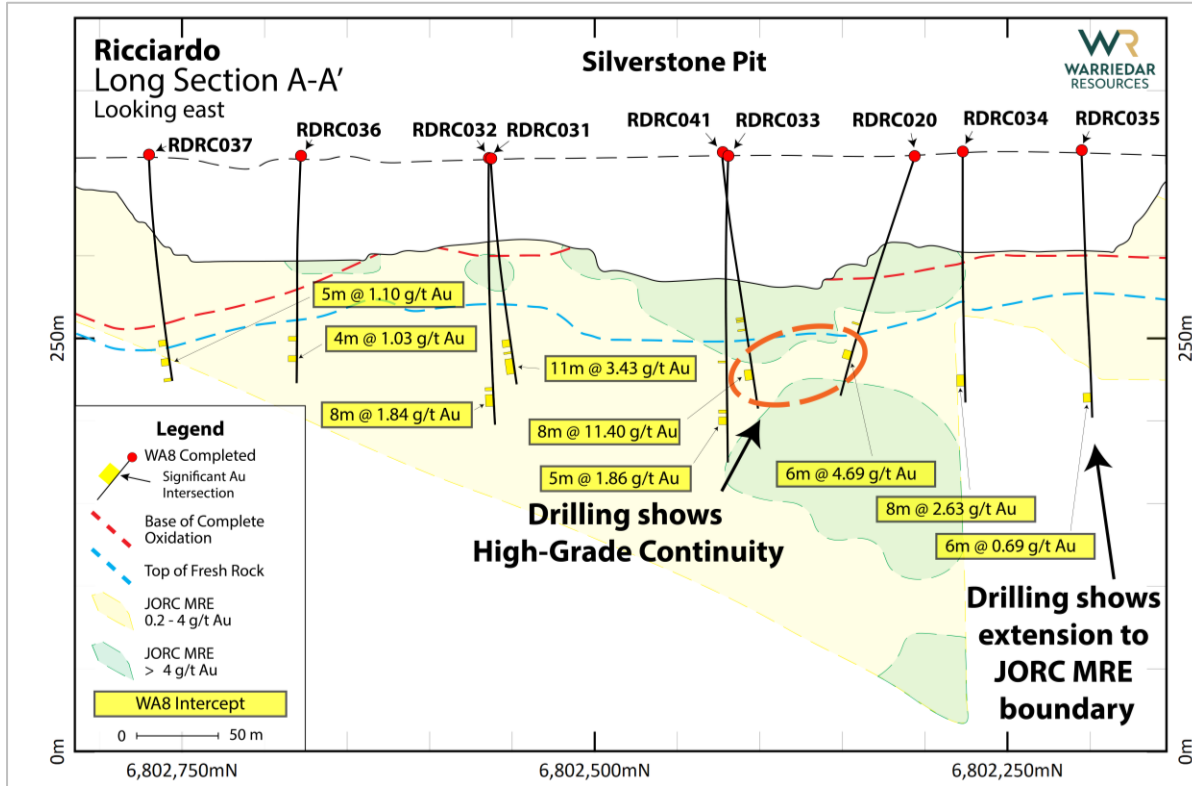 Ricciardo
Long Section A-A'
Looking east
Silverstone Pit
WR
WARRIEDAR
RESOURCES
RDRC037
RDRC036
RDRC032
RDRC031
RDRC041
RDRC033
RDRC020
RDRC034
RDRC035
250m
250m
5m @ 1.10 g/t Au
4m @ 1.03 g/t Au
11m @ 3.43 g/t Au
8m @ 1.84 g/t Au
8m @ 11.40 g/t Au
5m @ 1.86 g/t Au
6m @ 4.69 g/t Au
8m @ 2.63 g/t Au
6m @ 0.69 g/t Au
Drilling shows
High-Grade Continuity
Drilling shows
extension to
JORC MRE
boundary
Legend
WA8 Completed
Significant Au
Intersection
Base of Complete
Oxidation
Top of Fresh Rock
JORC MRE
0.2 - 4 g/t Au
JORC MRE
> 4 g/t Au
WA8 Intercept
0 50 m
0m
0m
6,802,750mN
6,802,500mN
6,802,250mN